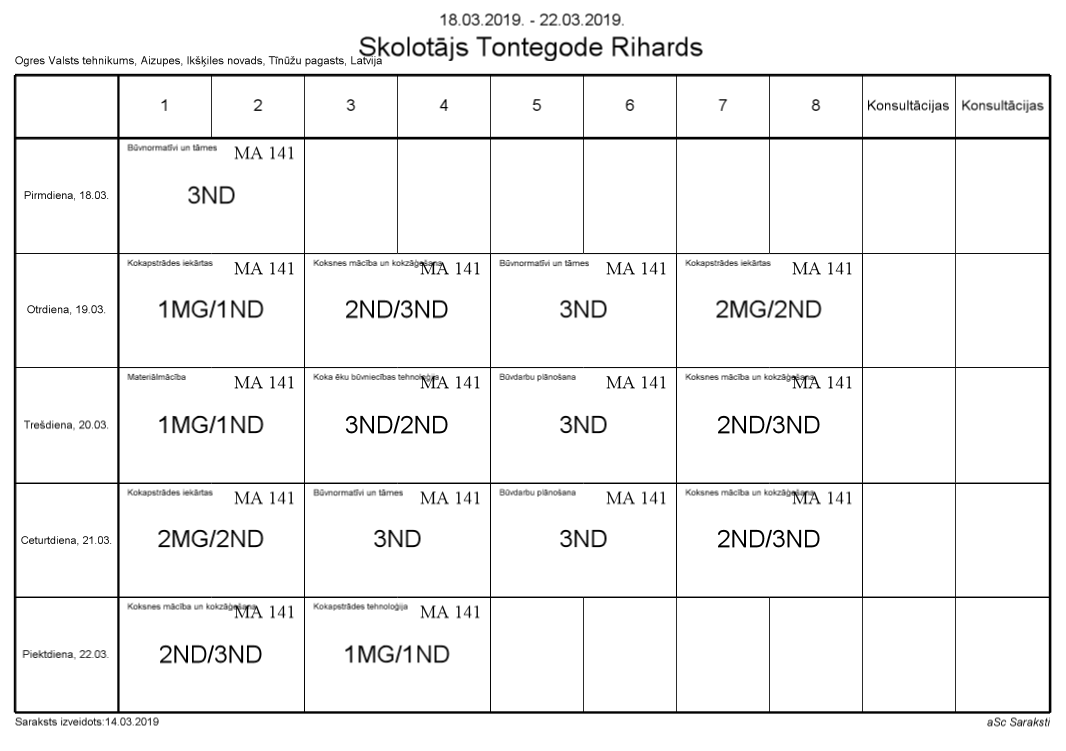 18.03.2019. - 22.03.2019.
Skolotājs Tontegode Rihards
Ogres Valsts tehnikums, Aizupes, Ikšķiles novads, Tīnūžu pagasts, Latvija
1 2 3 4 5 6 7 8 Konsultācijas Konsultācijas
Būvnormatīvi un tāmes MA 141
Pirmdiena, 18.03. 3ND
Kokapstrādes iekārtas MA 141 Koksnes mācība un kokzāģēšana MA 141 Būvnormatīvi un tāmes MA 141 Kokapstrādes iekārtas MA 141
Otrdiena, 19.03. 1MG/1ND 2ND/3ND 3ND 2MG/2ND
Materiālmācība MA 141 Koka ēku būvniecības tehnoloģija MA 141 Būvdarbu plānošana MA 141 Koksnes mācība un kokzāģēšana MA 141
Trešdiena, 20.03. 1MG/1ND 3ND/2ND 3ND 2ND/3ND
Kokapstrādes iekārtas MA 141 Būvnormatīvi un tāmes MA 141 Būvdarbu plānošana MA 141 Koksnes mācība un kokzāģēšana MA 141
Ceturtdiena, 21.03. 2MG/2ND 3ND 3ND 2ND/3ND
Koksnes mācība un kokzāģēšana MA 141 Kokapstrādes tehnoloģija MA 141
Piektdiena, 22.03. 2ND/3ND 1MG/1ND
Saraksts izveidots:14.03.2019 aSc Saraksti